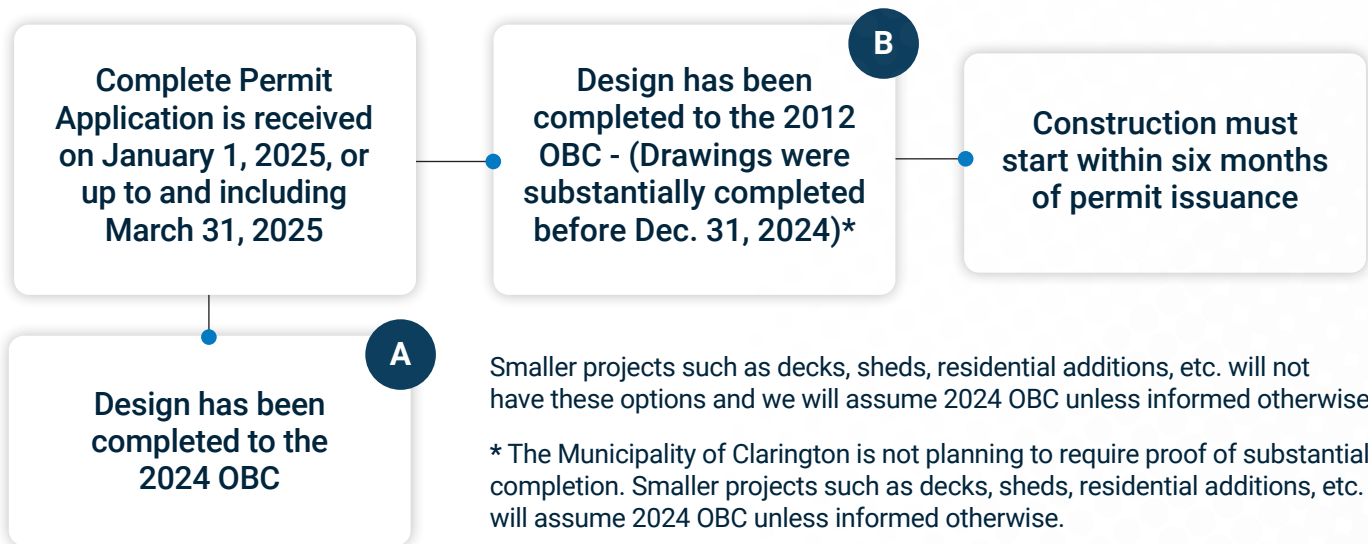 Complete Permit
Application is received
on January 1, 2025, or
up to and including
March 31, 2025
B
Design has been
completed to the 2012
OBC - (Drawings were
substantially completed
before Dec. 31, 2024)*
Construction must
start within six months
of permit issuance
A
Design has been
completed to the
2024 OBC
Smaller projects such as decks, sheds, residential additions, etc. will not
have these options and we will assume 2024 OBC unless informed otherwise
* The Municipality of Clarington is not planning to require proof of substantial
completion. Smaller projects such as decks, sheds, residential additions, etc.
will assume 2024 OBC unless informed otherwise.